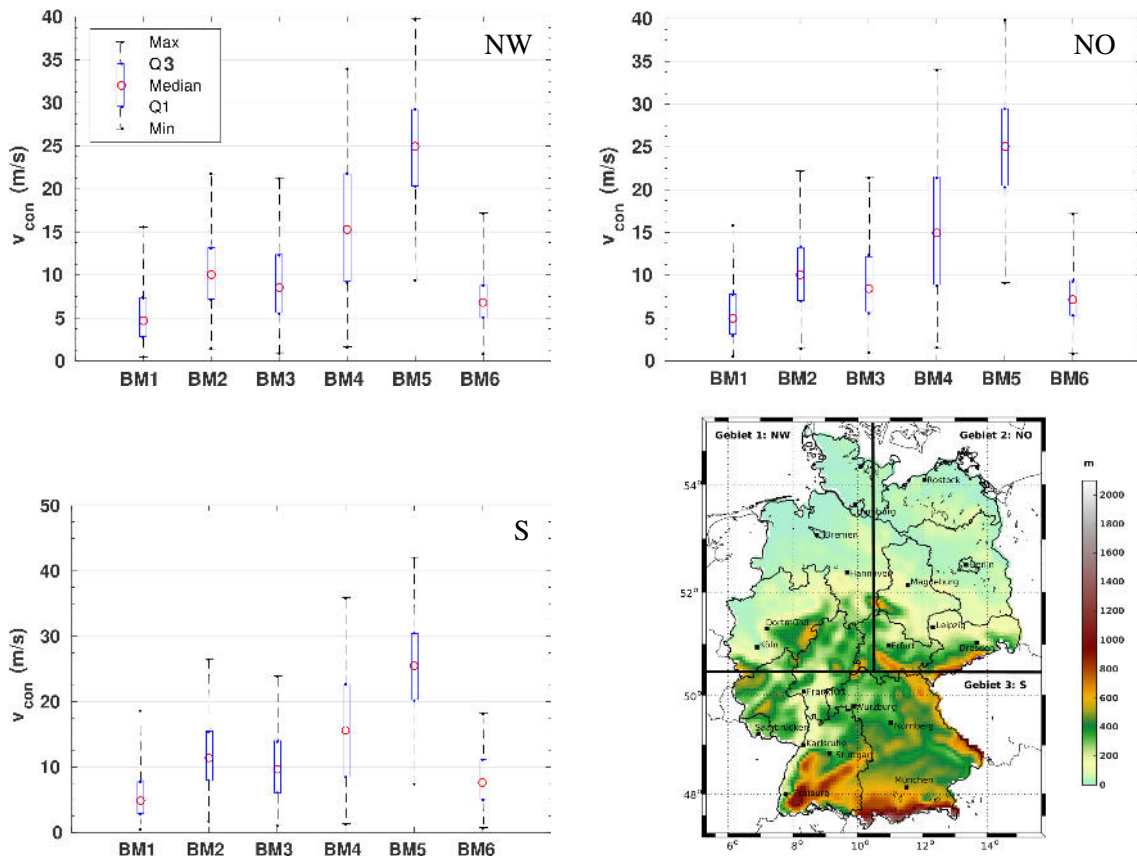 NW
40
35
30
25
20
15
10
5
0
v_con (m/s)
Max
Q3
Median
Q1
Min
BM1 BM2 BM3 BM4 BM5 BM6
NO
40
35
30
25
20
15
10
5
0
v_con (m/s)
BM1 BM2 BM3 BM4 BM5 BM6
S
50
40
30
20
10
0
v_con (m/s)
BM1 BM2 BM3 BM4 BM5 BM6
Gebiet 1: NW Gebiet 2: NO
Rostock
54°
Bremen
Berlin
Hannover
Magdeburg
52°
Dortmund
Leipzig
Köln
Erfurt
Dresden
Gebiet 3: S
50°
Frankfurt
Würzburg
Saarbrücken
Nürnberg
Karlsruhe
Stuttgart
München
48°
Freiburg
6° 8° 10° 12° 14°
m
2000
1800
1600
1400
1200
1000
800
600
400
200
0